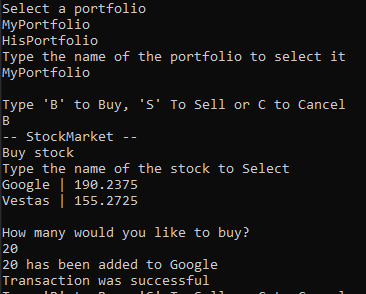 Select a portfolio
MyPortfolio
HisPortfolio
Type the name of the portfolio to select it
MyPortfolio
Type 'B' to Buy, 'S' To Sell or C to Cancel
B
-- StockMarket --
Buy stock
Type the name of the stock to Select
Google | 190.2375
Vestas | 155.2725
How many would you like to buy?
20
20 has been added to Google
Transaction was successful